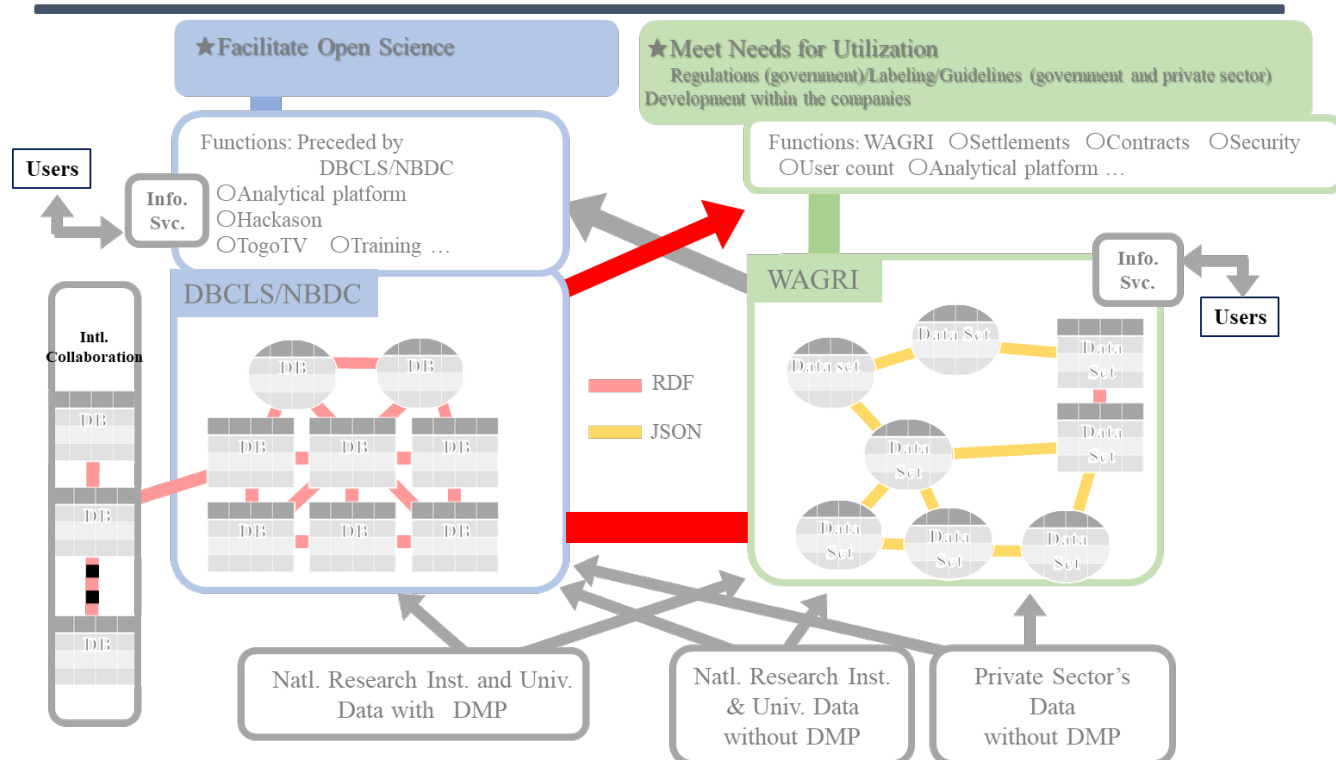 ★Facilitate Open Science
★Meet Needs for Utilization
Regulations (government)/Labeling/Guidelines (government and private sector)
Development within the companies
Functions: Preceded by
DBCLS/NBDC
○Analytical platform
○Hackason
○TogoTV ○Training …
Functions: WAGRI ○Settlements ○Contracts ○Security
○User count ○Analytical platform …
Users
Info.
Svc.
Info.
Svc.
Users
DBCLS/NBDC
WAGRI
Intl.
Collaboration
DB
DB
DB
DB
DB
DB
DB
DB
DB
DB
DB
RDF
JSON
Data set
Data Set
Data
Set
Data
Set
Data
Set
Data
Set
Data
Set
Data
Set
Natl. Research Inst. and Univ.
Data with DMP
Natl. Research Inst.
& Univ. Data
without DMP
Private Sector's
Data
without DMP